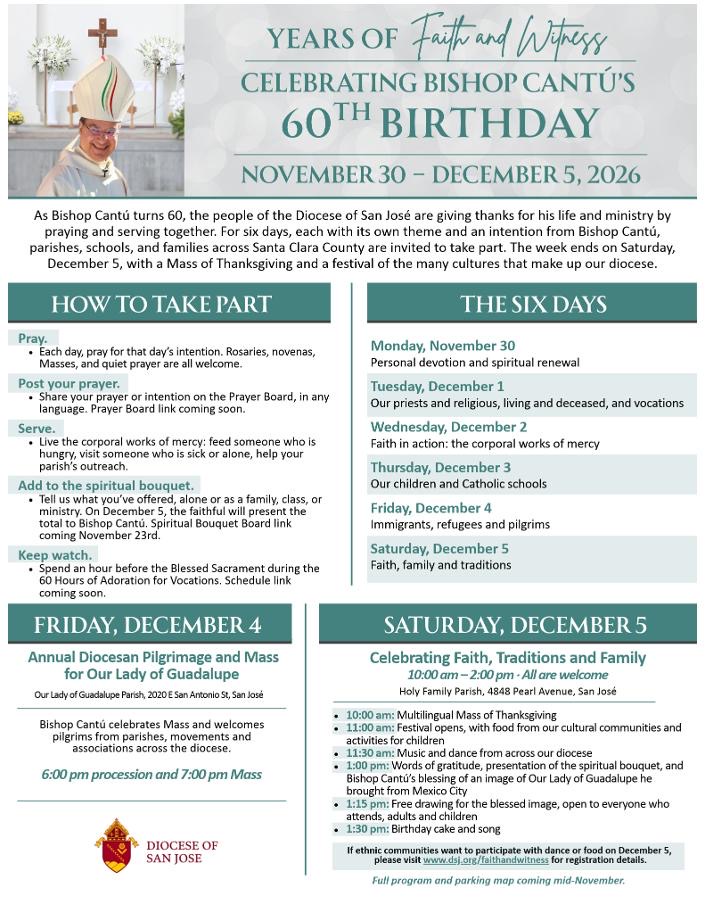 YEARS OF Faith and Witness
CELEBRATING BISHOP CANTÚ'S
60TH BIRTHDAY
NOVEMBER 30 – DECEMBER 5, 2026
As Bishop Cantú turns 60, the people of the Diocese of San José are giving thanks for his life and ministry by
praying and serving together. For six days, each with its own theme and an intention from Bishop Cantú,
parishes, schools, and families across Santa Clara County are invited to take part. The week ends on Saturday,
December 5, with a Mass of Thanksgiving and a festival of the many cultures that make up our diocese.
HOW TO TAKE PART
Pray.
• Each day, pray for that day's intention. Rosaries, novenas,
Masses, and quiet prayer are all welcome.
Post your prayer.
• Share your prayer or intention on the Prayer Board, in any
language. Prayer Board link coming soon.
Serve.
• Live the corporal works of mercy: feed someone who is
hungry, visit someone who is sick or alone, help your
parish's outreach.
Add to the spiritual bouquet.
• Tell us what you've offered, alone or as a family, class, or
ministry. On December 5, the faithful will present the
total to Bishop Cantú. Spiritual Bouquet Board link
coming November 23rd.
Keep watch.
• Spend an hour before the Blessed Sacrament during the
60 Hours of Adoration for Vocations. Schedule link
coming soon.
THE SIX DAYS
Monday, November 30
Personal devotion and spiritual renewal
Tuesday, December 1
Our priests and religious, living and deceased, and vocations
Wednesday, December 2
Faith in action: the corporal works of mercy
Thursday, December 3
Our children and Catholic schools
Friday, December 4
Immigrants, refugees and pilgrims
Saturday, December 5
Faith, family and traditions
FRIDAY, DECEMBER 4
Annual Diocesan Pilgrimage and Mass
for Our Lady of Guadalupe
Our Lady of Guadalupe Parish, 2020 E San Antonio St, San José
Bishop Cantú celebrates Mass and welcomes
pilgrims from parishes, movements and
associations across the diocese.
6:00 pm procession and 7:00 pm Mass
DIOCESE OF
SAN JOSE
SATURDAY, DECEMBER 5
Celebrating Faith, Traditions and Family
10:00 am – 2:00 pm · All are welcome
Holy Family Parish, 4848 Pearl Avenue, San José
• 10:00 am: Multilingual Mass of Thanksgiving
• 11:00 am: Festival opens, with food from our cultural communities and
activities for children
• 11:30 am: Music and dance from across our diocese
• 1:00 pm: Words of gratitude, presentation of the spiritual bouquet, and
Bishop Cantú's blessing of an image of Our Lady of Guadalupe he
brought from Mexico City
• 1:15 pm: Free drawing for the blessed image, open to everyone who
attends, adults and children
• 1:30 pm: Birthday cake and song
If ethnic communities want to participate with dance or food on December 5,
please visit www.dsj.org/faithandwitness for registration details.
Full program and parking map coming mid-November.